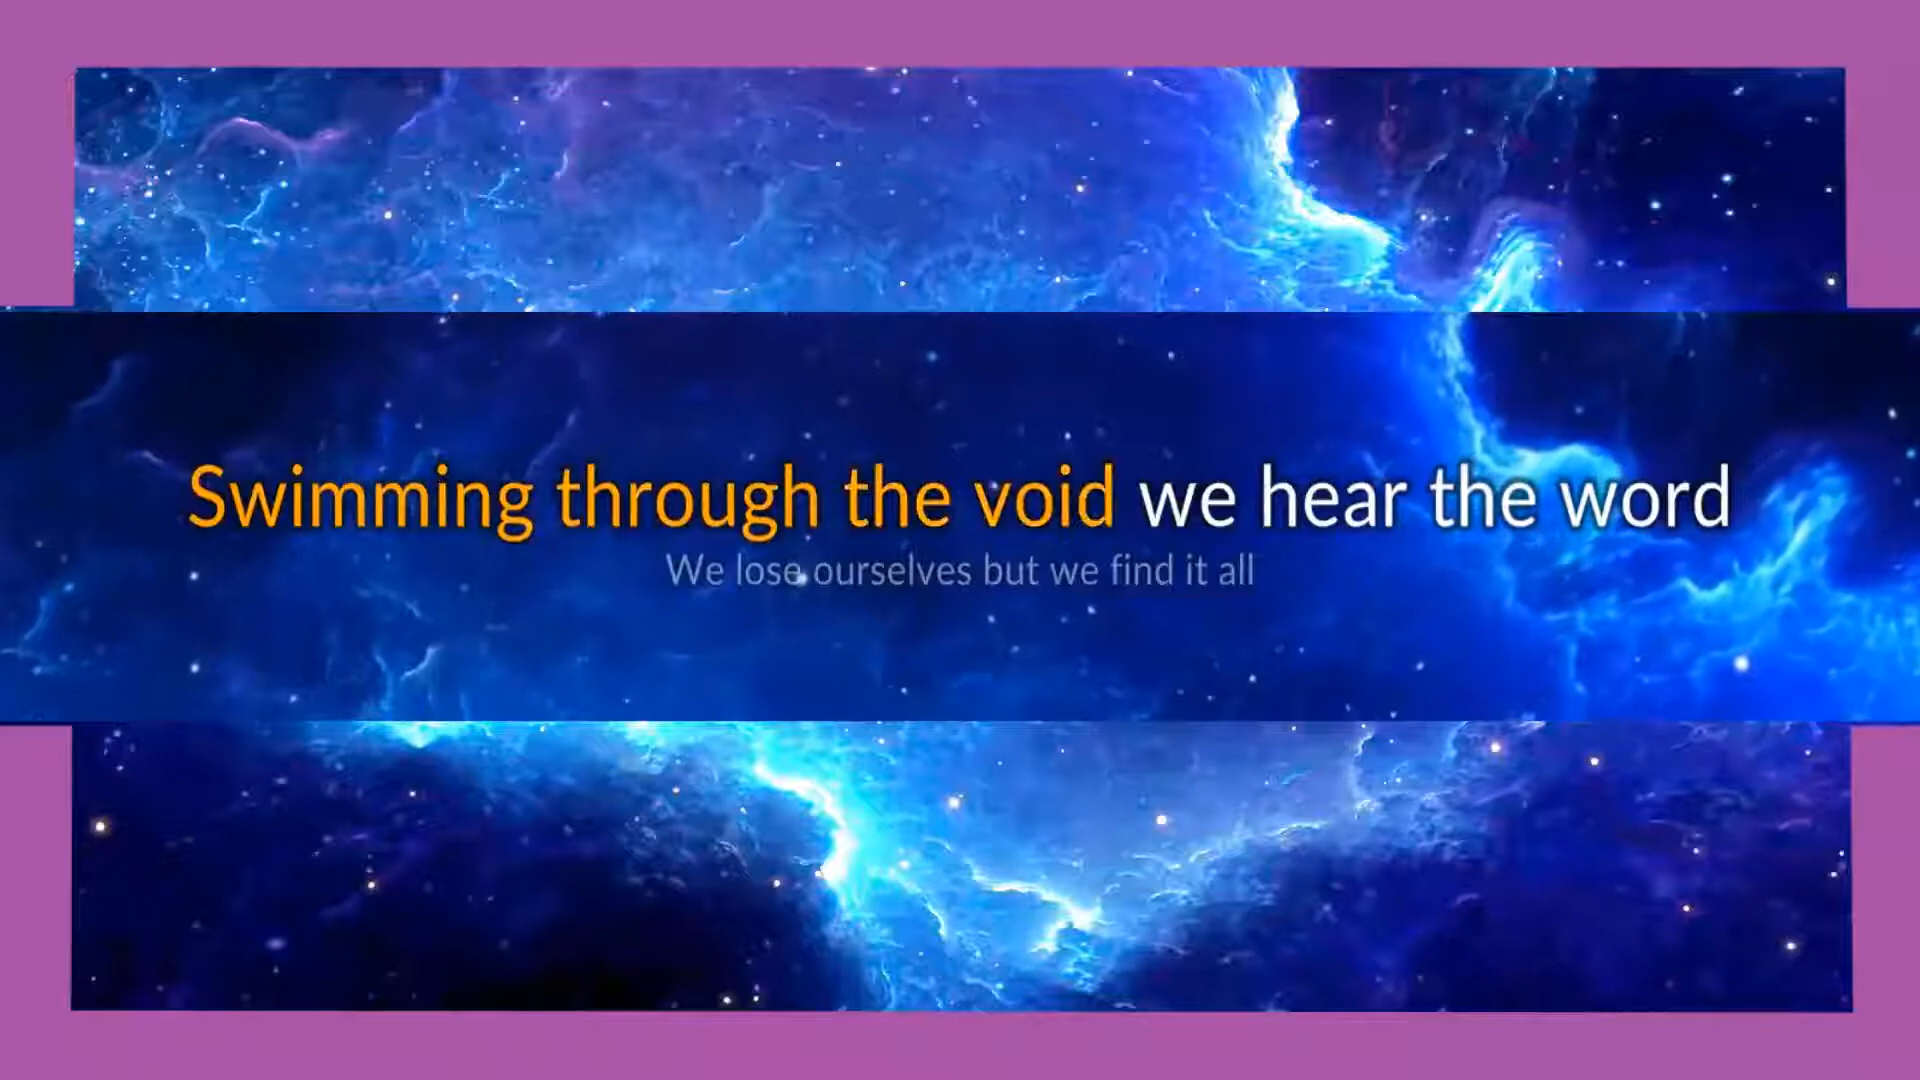 Swimming through the void we hear the word
We lose ourselves but we find it all